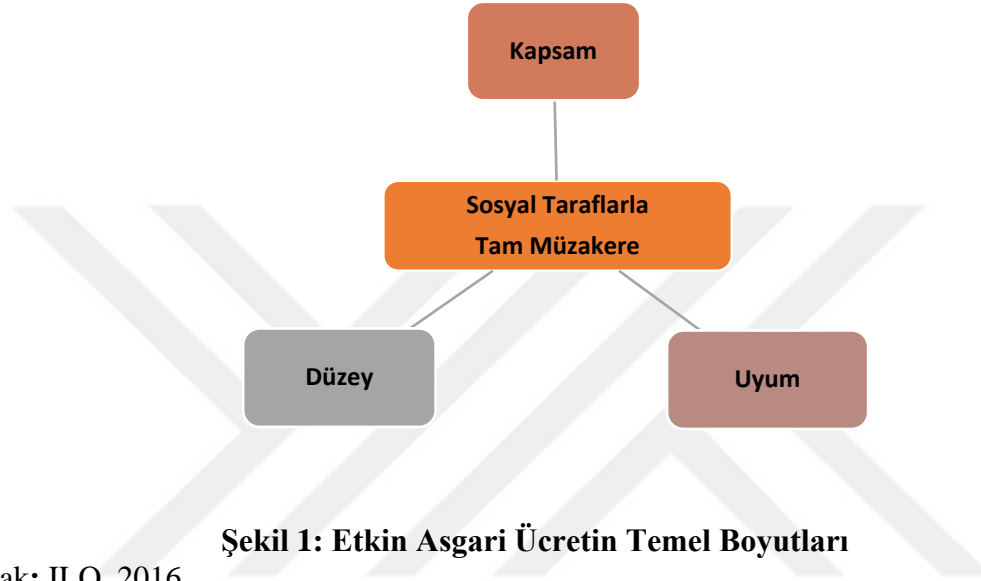 Kapsam
Sosyal Taraflarla
Tam Müzakere
Düzey
Uyum
Şekil 1: Etkin Asgari Ücretin Temel Boyutları